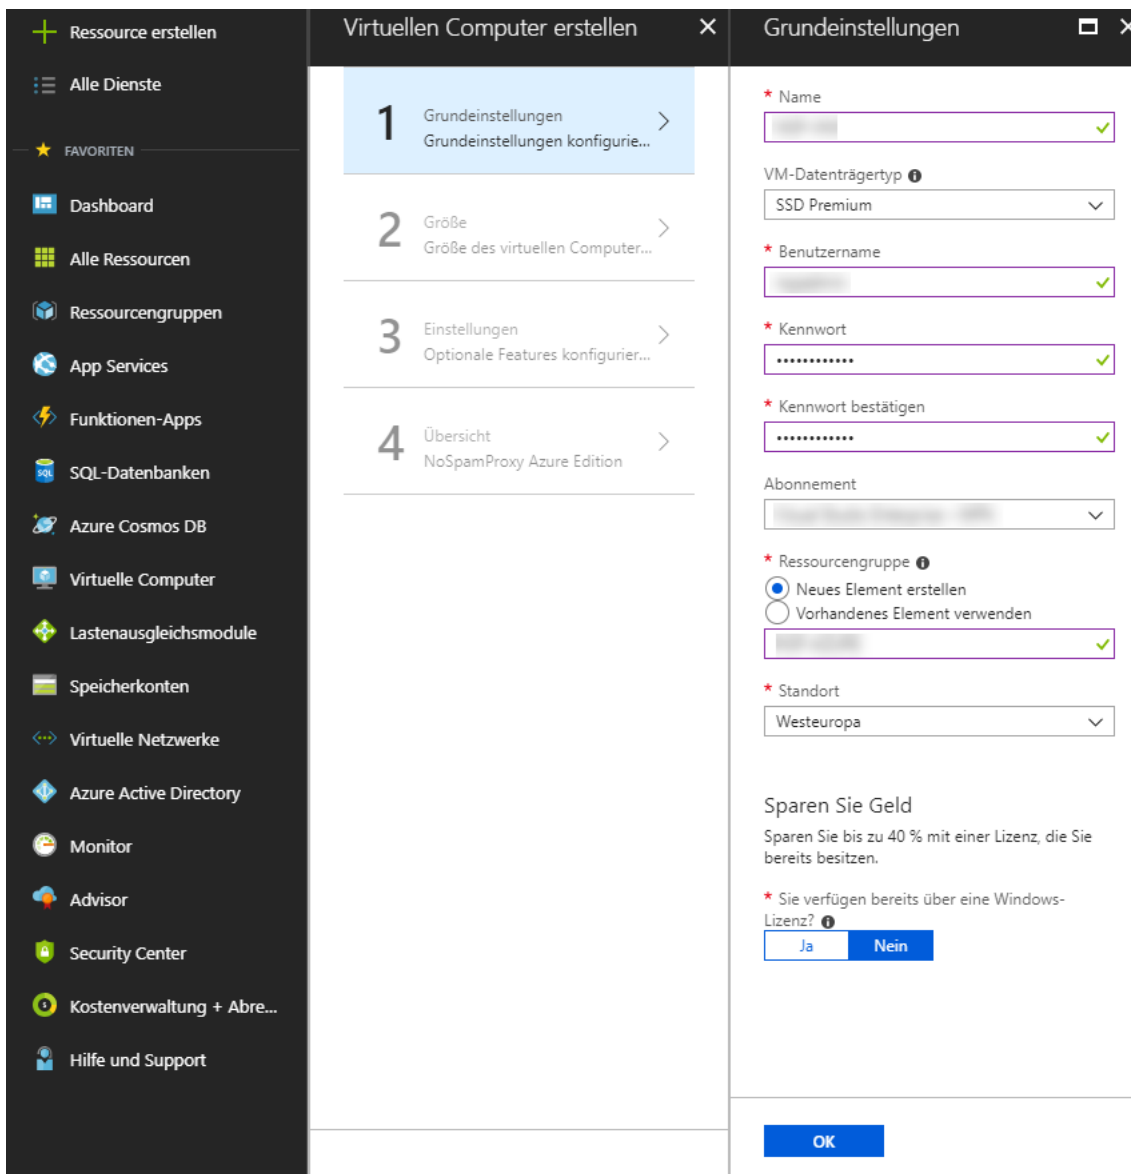 Ressource erstellen
Alle Dienste
FAVORITEN
Dashboard
Alle Ressourcen
Ressourcengruppen
App Services
Funktionen-Apps
SQL
SQL-Datenbanken
Azure Cosmos DB
Virtuelle Computer
Lastenausgleichsmodule
Speicherkonten
Virtuelle Netzwerke
Azure Active Directory
Monitor
Advisor
Security Center
Kostenverwaltung + Abre...
Hilfe und Support
Virtuellen Computer erstellen
1
Grundeinstellungen
Grundeinstellungen konfigurie...
2
Größe
Größe des virtuellen Computer...
3
Einstellungen
Optionale Features konfigurier...
4
Übersicht
NoSpamProxy Azure Edition
Grundeinstellungen
* Name
VM-Datenträgertyp
SSD Premium
* Benutzername
* Kennwort
••••••••••••
* Kennwort bestätigen
••••••••••••
Abonnement
* Ressourcengruppe
Neues Element erstellen
Vorhandenes Element verwenden
* Standort
Westeuropa
Sparen Sie Geld
Sparen Sie bis zu 40 % mit einer Lizenz, die Sie
bereits besitzen.
* Sie verfügen bereits über eine Windows-
Lizenz?
Ja
Nein
OK